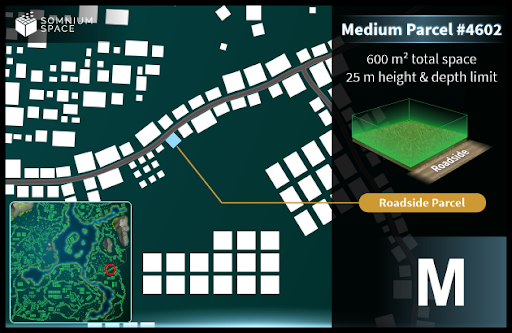 SOMNIUM
SPACE
Medium Parcel #4602
600 m² total space
25 m height & depth limit
Roadside
Roadside Parcel
M